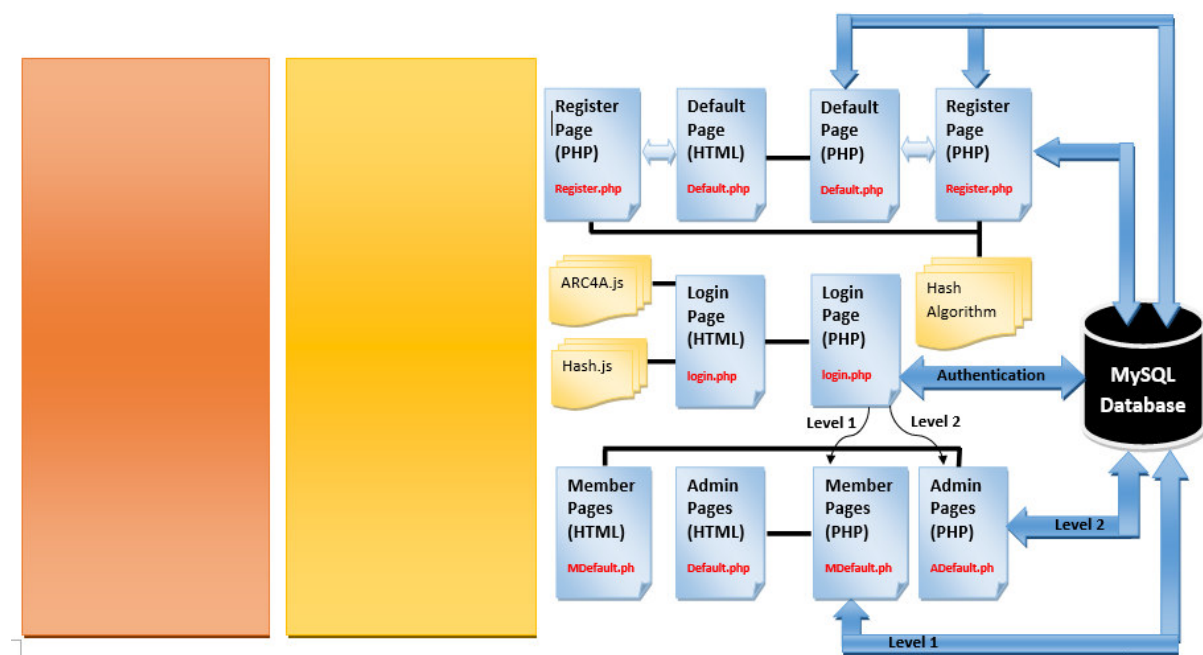 Register
Page
(PHP)
Register.php
Default
Page
(HTML)
Default.php
Default
Page
(PHP)
Default.php
Register
Page
(PHP)
Register.php
ARC4A.js
Hash.js
Login
Page
(HTML)
login.php
Login
Page
(PHP)
login.php
Hash
Algorithm
Authentication
MySQL
Database
Level 1
Level 2
Member
Pages
(HTML)
MDefault.ph
Admin
Pages
(HTML)
Default.php
Member
Pages
(PHP)
MDefault.ph
Admin
Pages
(PHP)
ADefault.ph
Level 2
Level 1